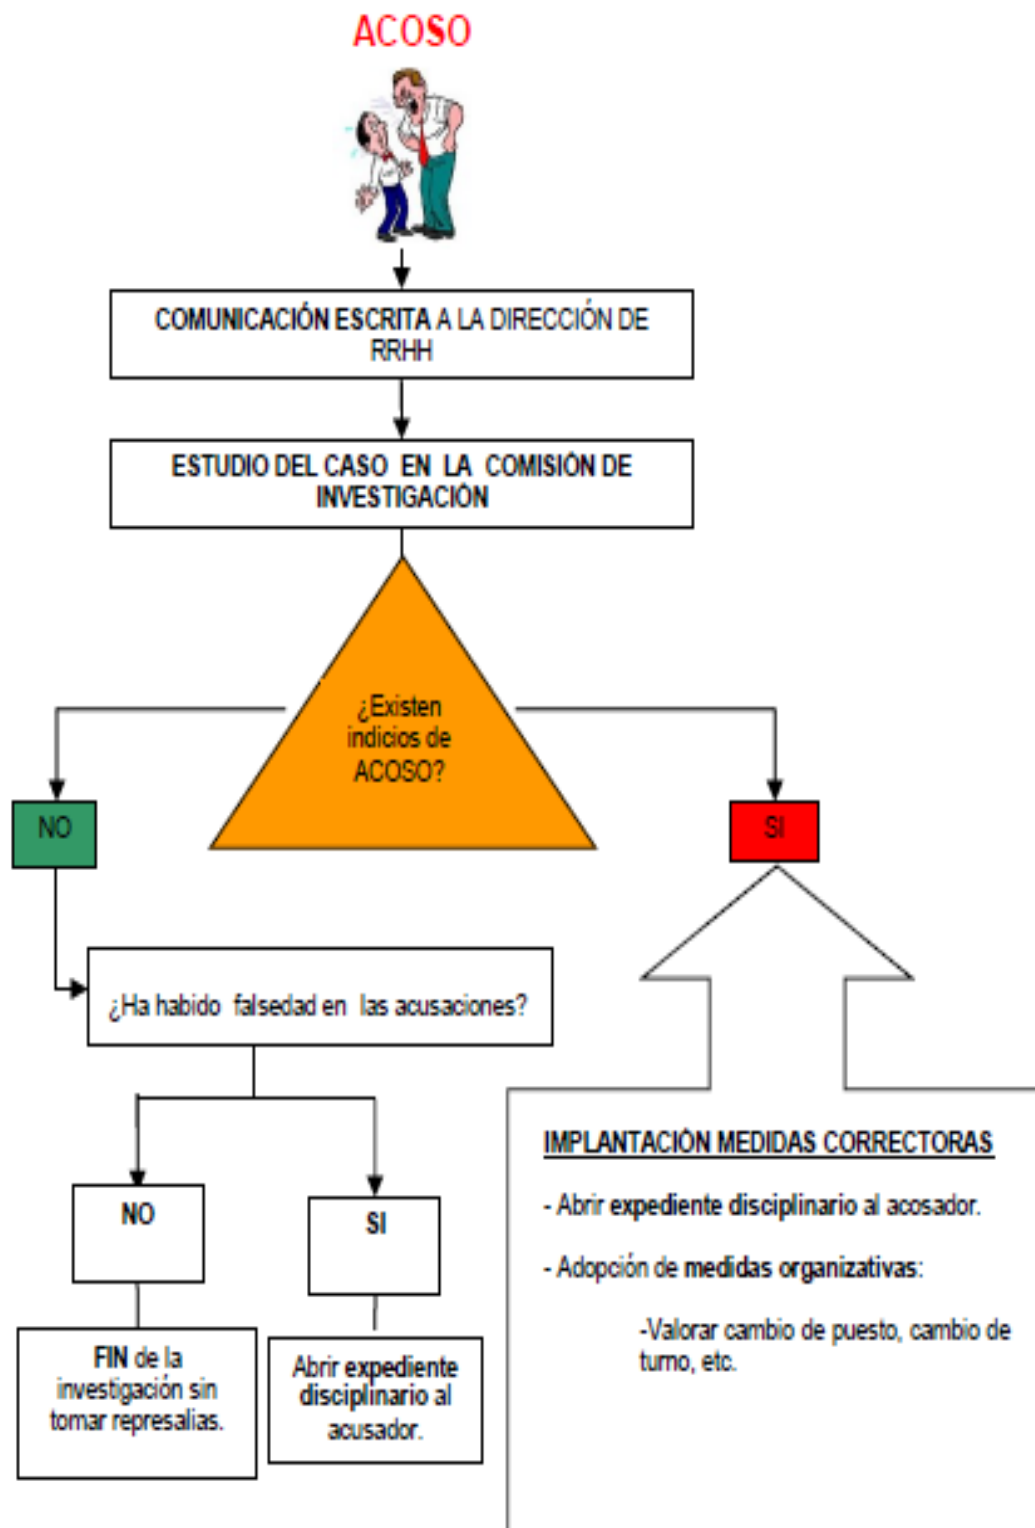 ACOSO
COMUNICACIÓN ESCRITA A LA DIRECCIÓN DE
RRHH
ESTUDIO DEL CASO EN LA COMISIÓN DE
INVESTIGACIÓN
¿Existen
indicios de
ACOSO?
NO
SI
¿Ha habido falsedad en las acusaciones?
NO
SI
FIN de la
investigación sin
tomar represalias.
Abrir expediente
disciplinario al
acusador.
IMPLANTACIÓN MEDIDAS CORRECTORAS
- Abrir expediente disciplinario al acosador.
- Adopción de medidas organizativas:
-Valorar cambio de puesto, cambio de
turno, etc.